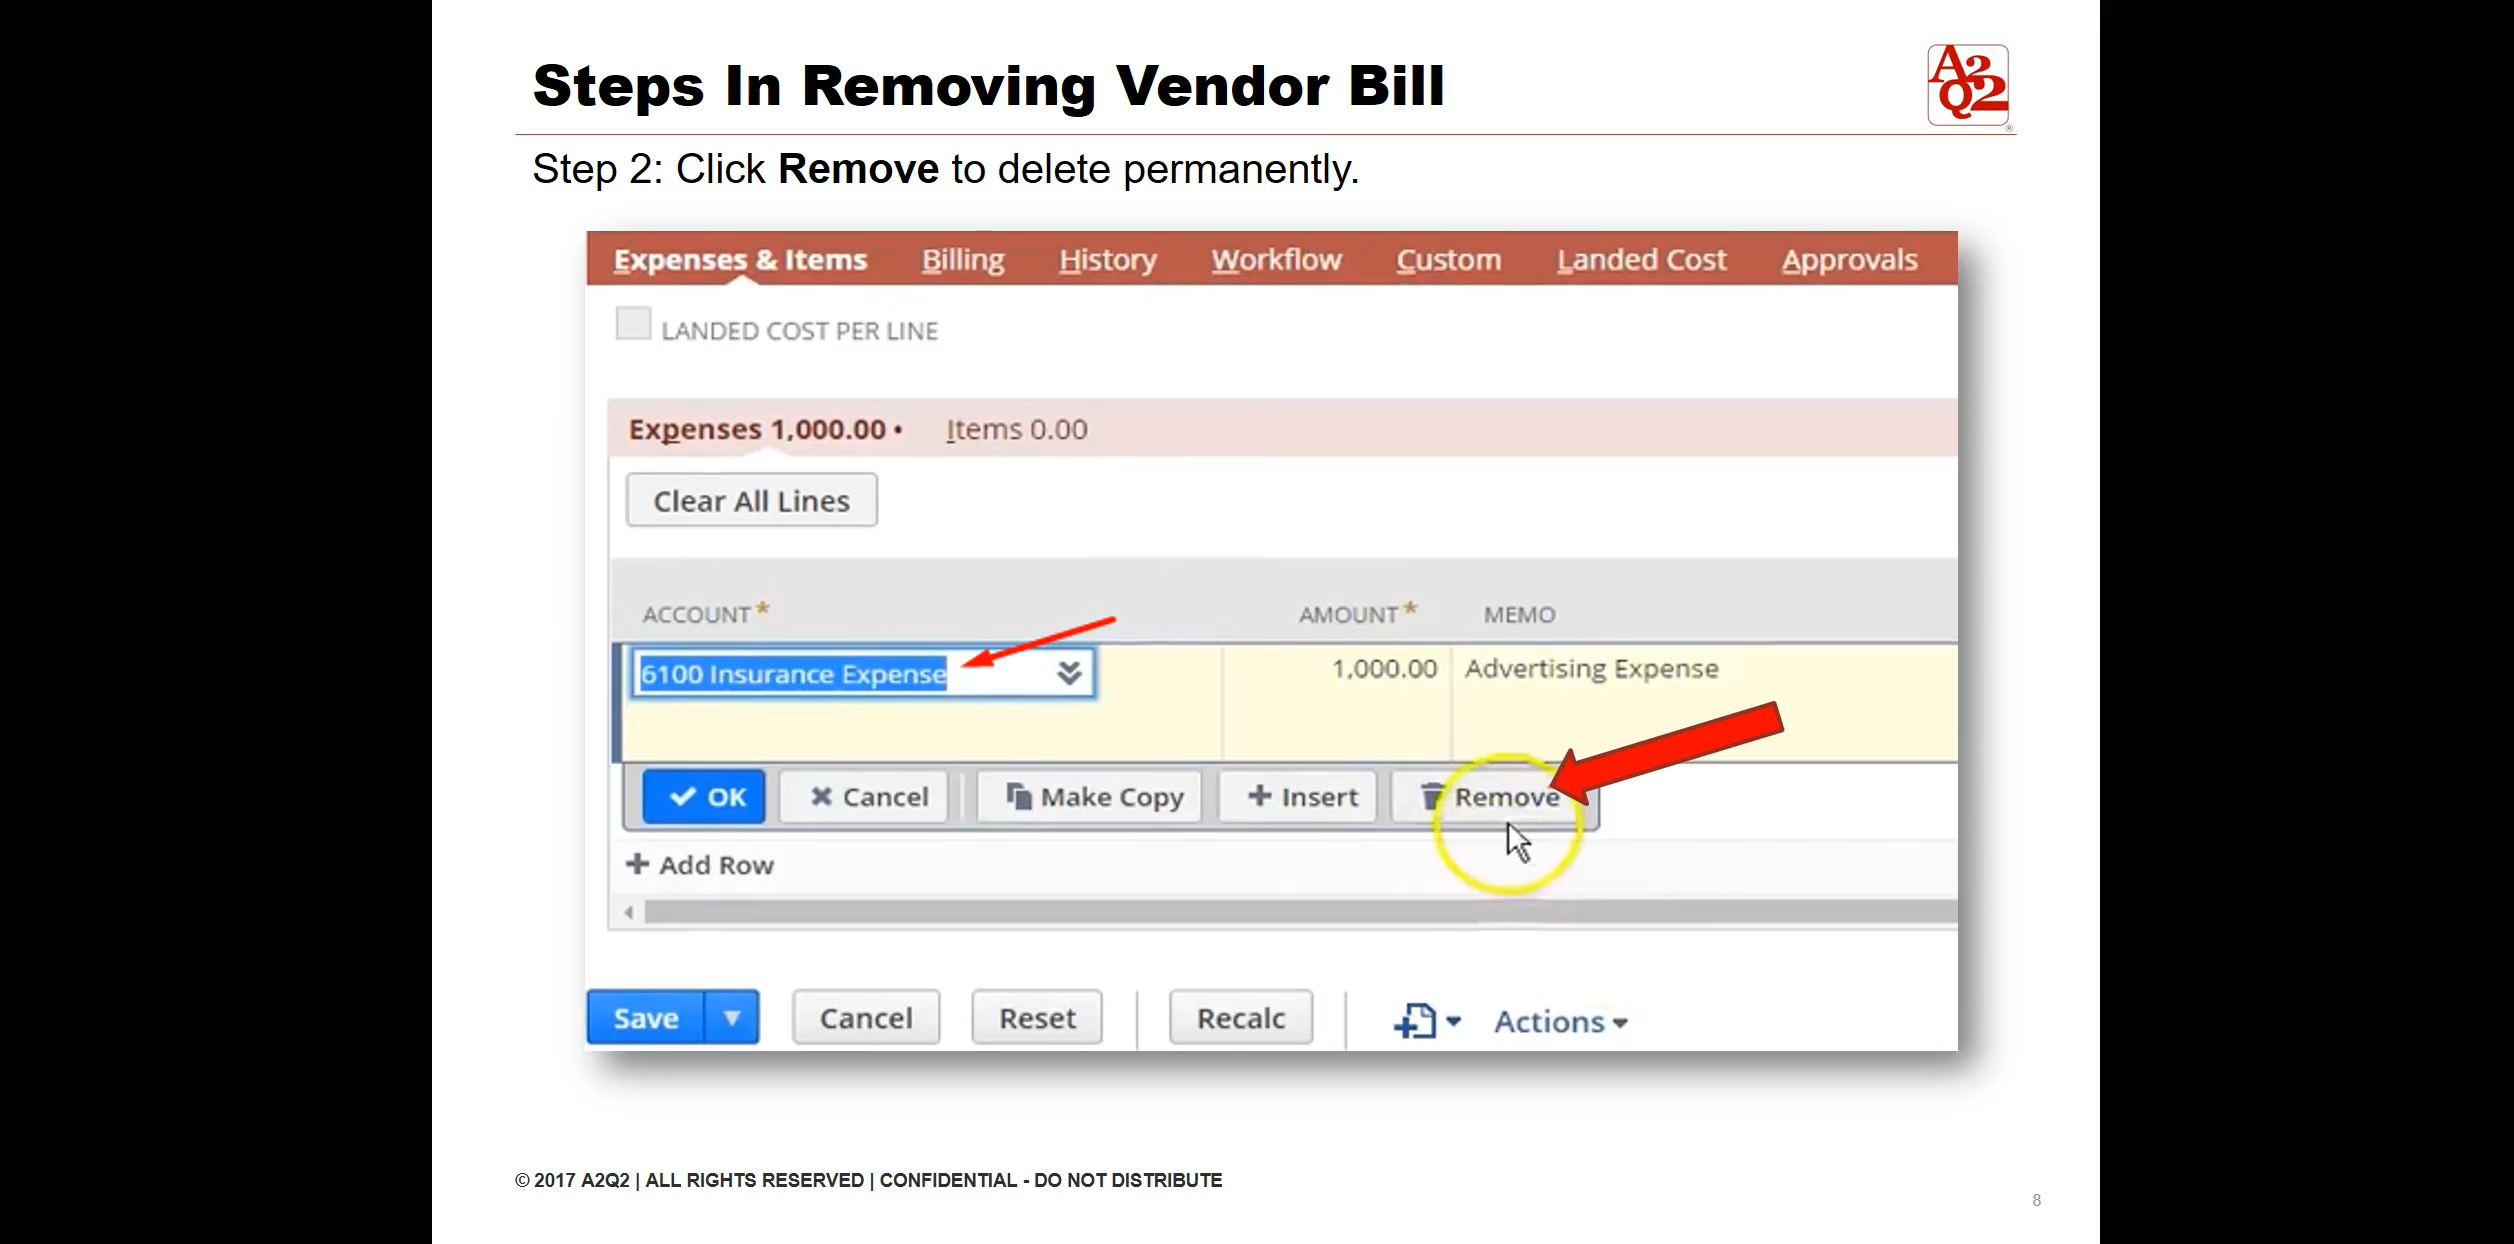 Steps In Removing Vendor Bill
A2Q2
®
Step 2: Click Remove to delete permanently.
Expenses & Items Billing History Workflow Custom Landed Cost Approvals
LANDED COST PER LINE
Expenses 1,000.00 • Items 0.00
Clear All Lines
ACCOUNT * AMOUNT * MEMO
6100 Insurance Expense 1,000.00 Advertising Expense
OK Cancel Make Copy + Insert Remove
+ Add Row
Save Cancel Reset Recalc Actions
© 2017 A2Q2 | ALL RIGHTS RESERVED | CONFIDENTIAL - DO NOT DISTRIBUTE
8